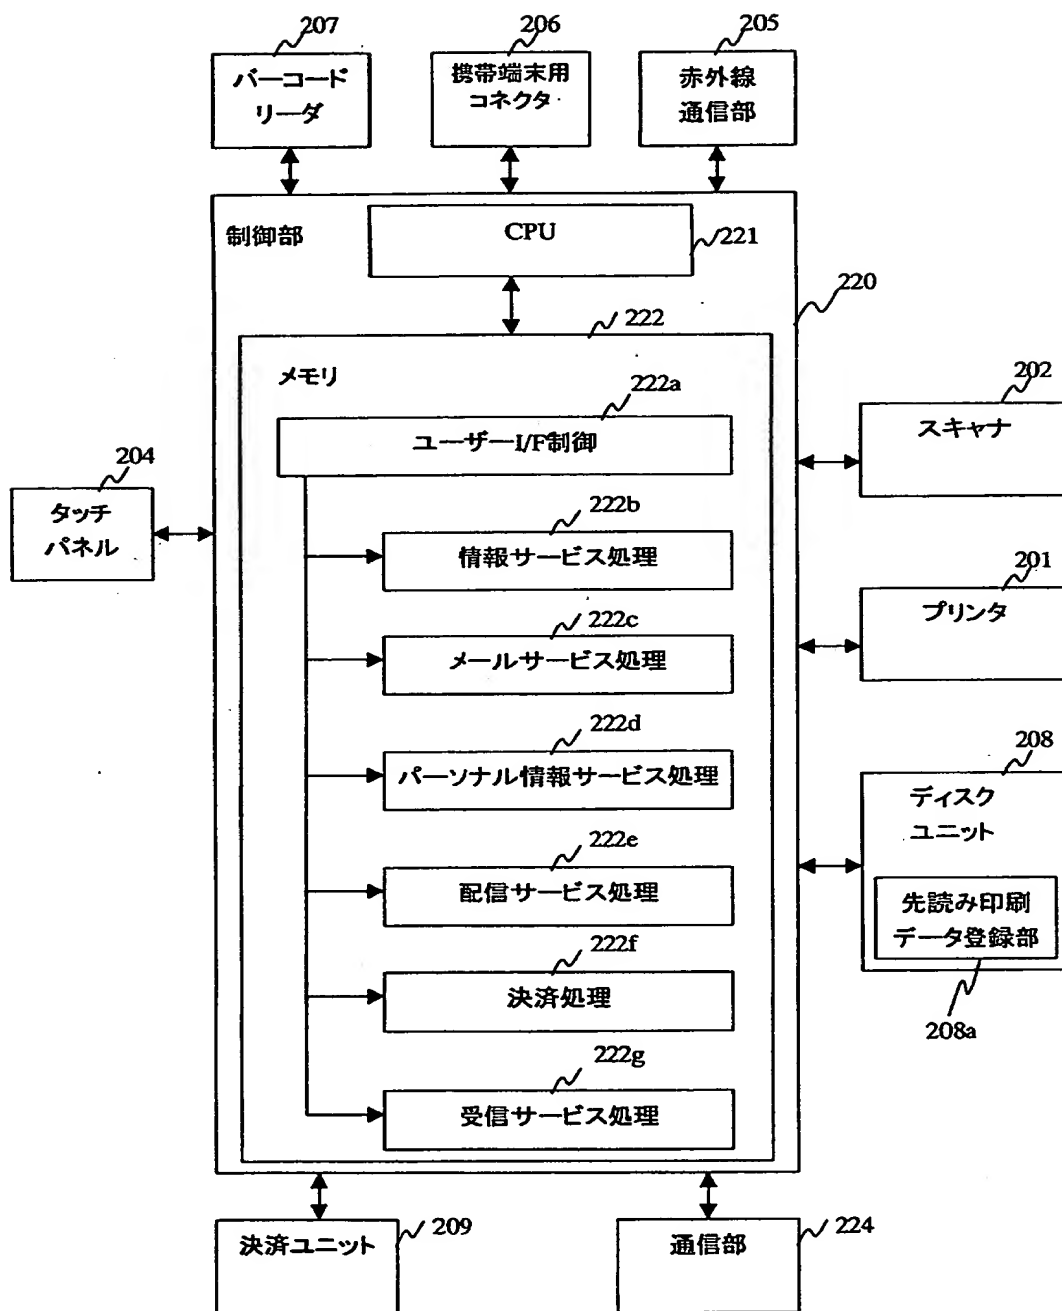 207
206
205
バーコード
リーダ
携帯端末用
コネクタ
赤外線
通信部
制御部
CPU
221
220
222
メモリ
222a
ユーザーI/F制御
202
スキャナ
204
タッチ
パネル
222b
情報サービス処理
201
プリンタ
222c
メールサービス処理
222d
パーソナル情報サービス処理
208
ディスク
ユニット
222e
配信サービス処理
先読み印刷
データ登録部
222f
決済処理
208a
222g
受信サービス処理
決済ユニット
209
通信部
224